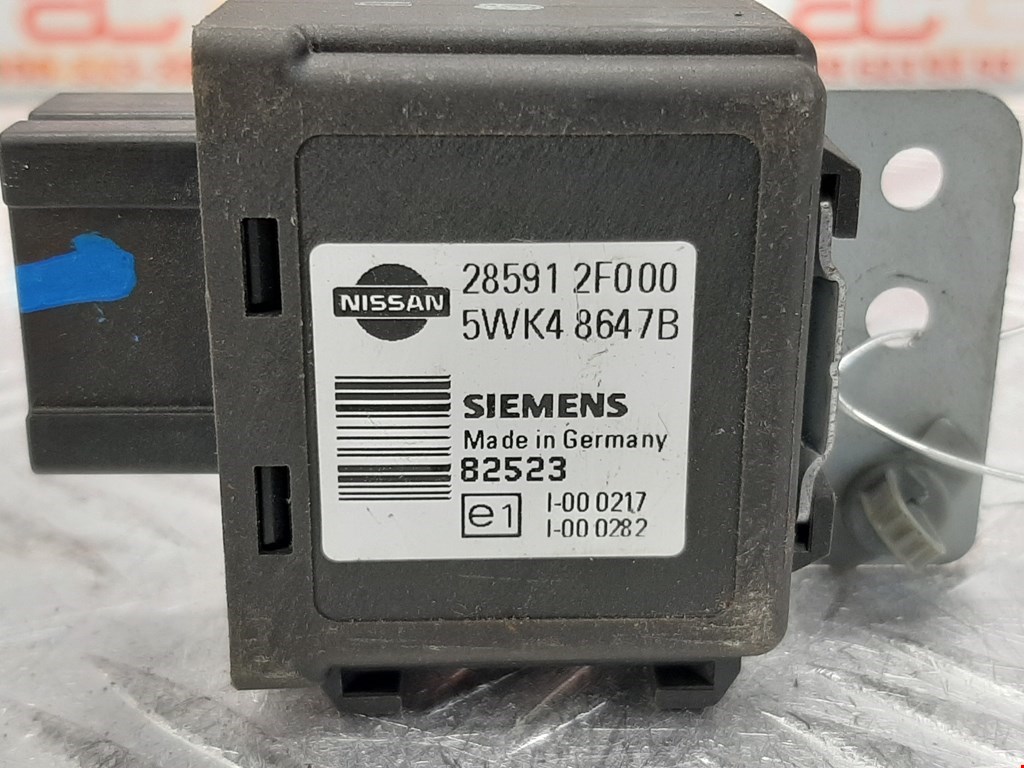 NISSAN
28591 2F000
5WK4 8647B
SIEMENS
Made in Germany
82523
e1
I-00 0217
I-00 0282